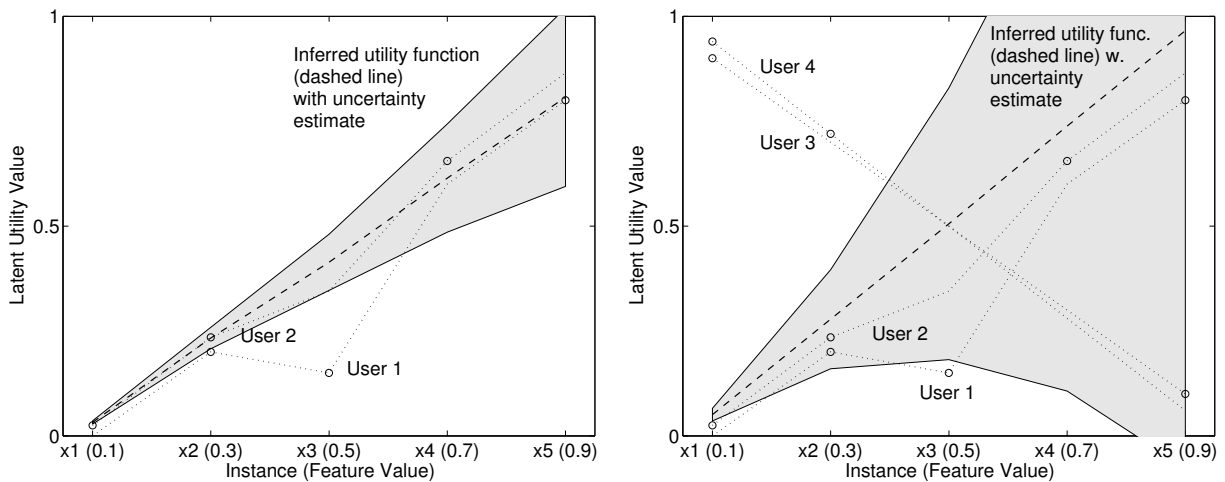 1
0.5
0
Latent Utility Value
Inferred utility function
(dashed line)
with uncertainty
estimate
User 2
User 1
x1 (0.1)
x2 (0.3)
x3 (0.5)
x4 (0.7)
x5 (0.9)
Instance (Feature Value)
1
0.5
0
Latent Utility Value
Inferred utility func.
(dashed line) w.
uncertainty
estimate
User 4
User 3
User 2
User 1
x1 (0.1)
x2 (0.3)
x3 (0.5)
x4 (0.7)
x5 (0.9)
Instance (Feature Value)